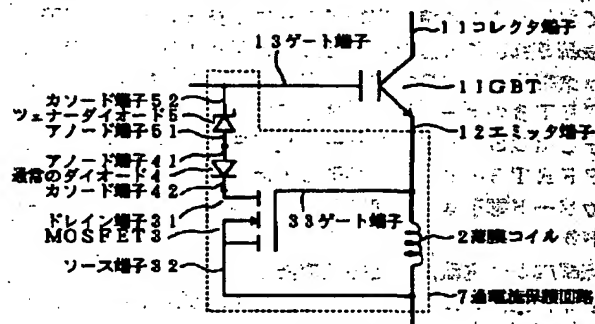 11コレクタ端子
13ゲート端子
1IGBT
カソード端子52
ツェナーダイオード5
アノード端子51
12エミッタ端子
アノード端子41
通常のダイオード4
カソード端子42
ドレイン端子31
MOSFET3
33ゲート端子
2薄膜コイル
ソース端子32
7過電流保護回路